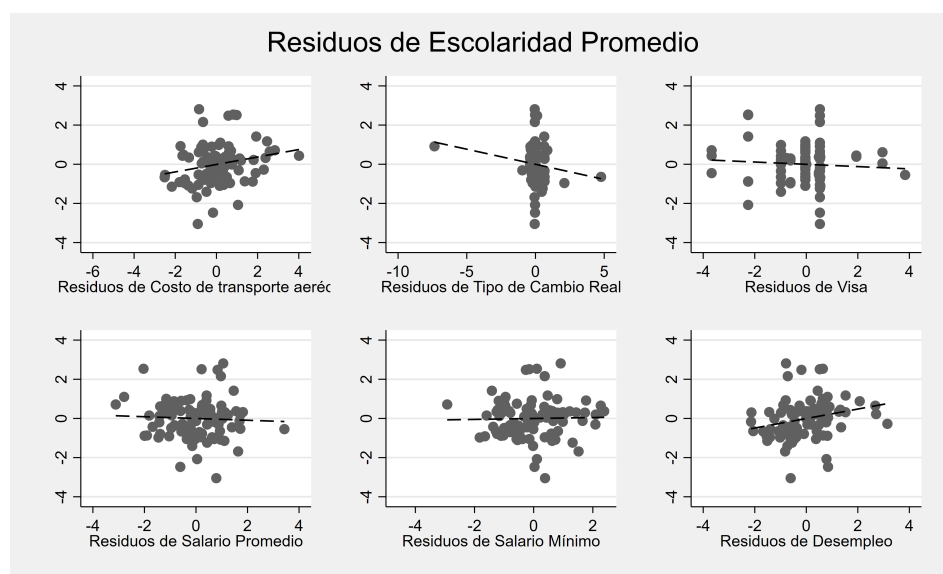 Residuos de Escolaridad Promedio
4
2
0
-2
-4
-6 -4 -2 0 2 4
Residuos de Costo de transporte aeréc
4
2
0
-2
-4
-10 -5 0 5
Residuos de Tipo de Cambio Real
4
2
0
-2
-4
-4 -2 0 2 4
Residuos de Visa
4
2
0
-2
-4
-4 -2 0 2 4
Residuos de Salario Promedio
4
2
0
-2
-4
-4 -2 0 2
Residuos de Salario Mínimo
4
2
0
-2
-4
-4 -2 0 2 4
Residuos de Desempleo